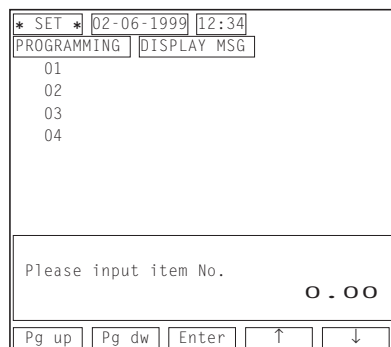 * SET * 02-06-1999 12:34
PROGRAMMING DISPLAY MSG
01
02
03
04
Please input item No.
0.00
Pg up Pg dw Enter ↑ ↓